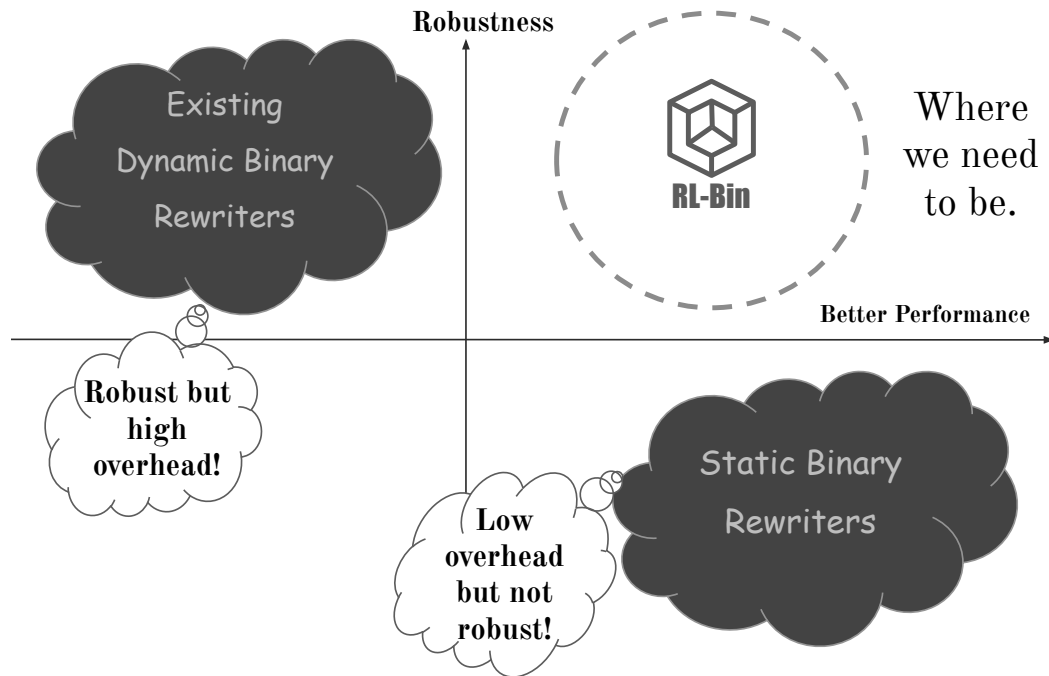 Robustness
Existing
Dynamic Binary
Rewriters
RL-Bin
Where
we need
to be.
Better Performance
Robust but
high
overhead!
Static Binary
Rewriters
Low
overhead
but not
robust!